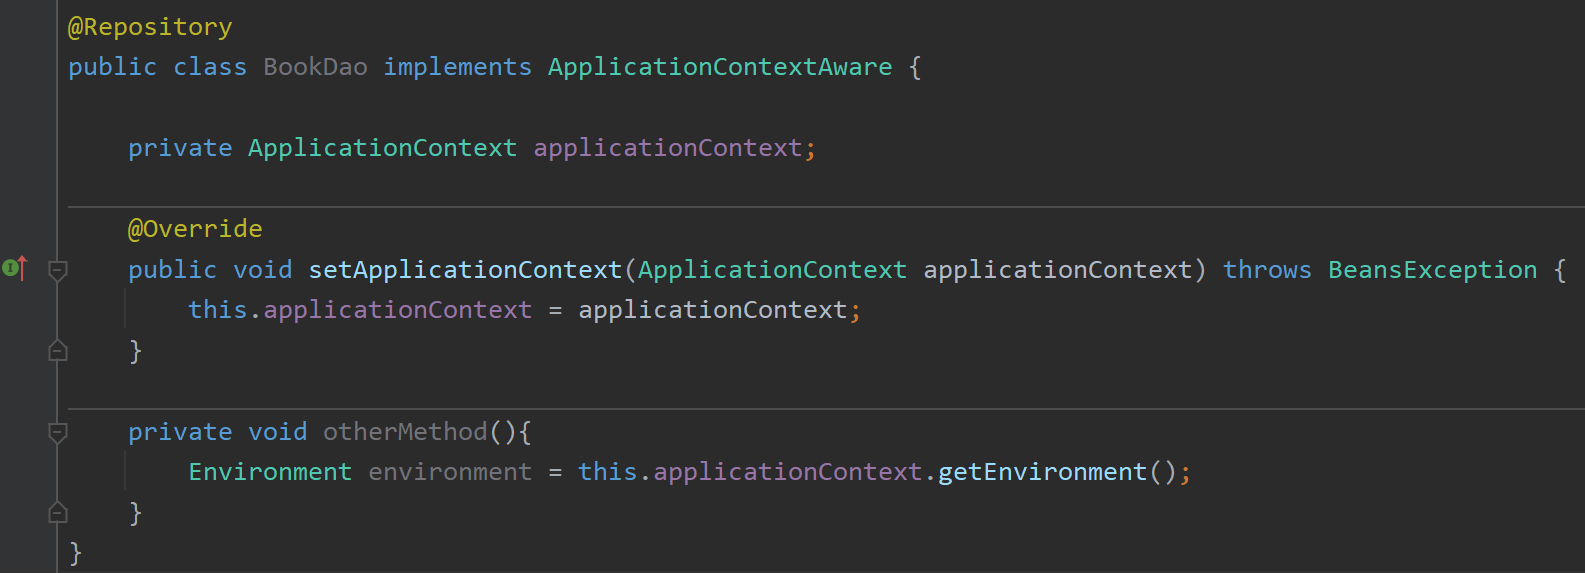 @Repository
public class BookDao implements ApplicationContextAware {
private ApplicationContext applicationContext;
@Override
public void setApplicationContext(ApplicationContext applicationContext) throws BeansException {
this.applicationContext = applicationContext;
}
private void otherMethod(){
Environment environment = this.applicationContext.getEnvironment();
}
}